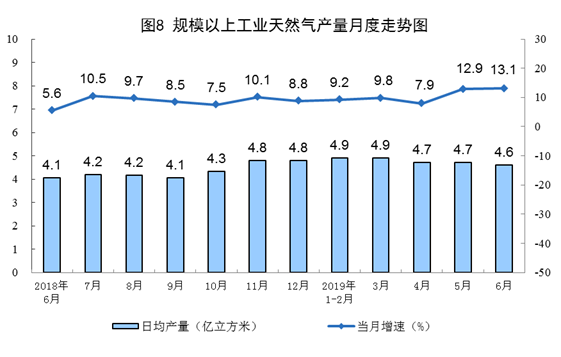 图8 规模以上工业天然气产量月度走势图
10 9 8 7 6 5 4 3 2 1 0
30 20 10 0 -10 -20 -30 -40 -50
5.6 10.5 9.7 8.5 7.5 10.1 8.8 9.2 9.8 7.9 12.9 13.1
4.1 4.2 4.2 4.1 4.3 4.8 4.8 4.9 4.9 4.7 4.7 4.6
2018年 7月 8月 9月 10月 11月 12月 2019年 3月 4月 5月 6月
6月 1-2月
日均产量（亿立方米） 当月增速（%）